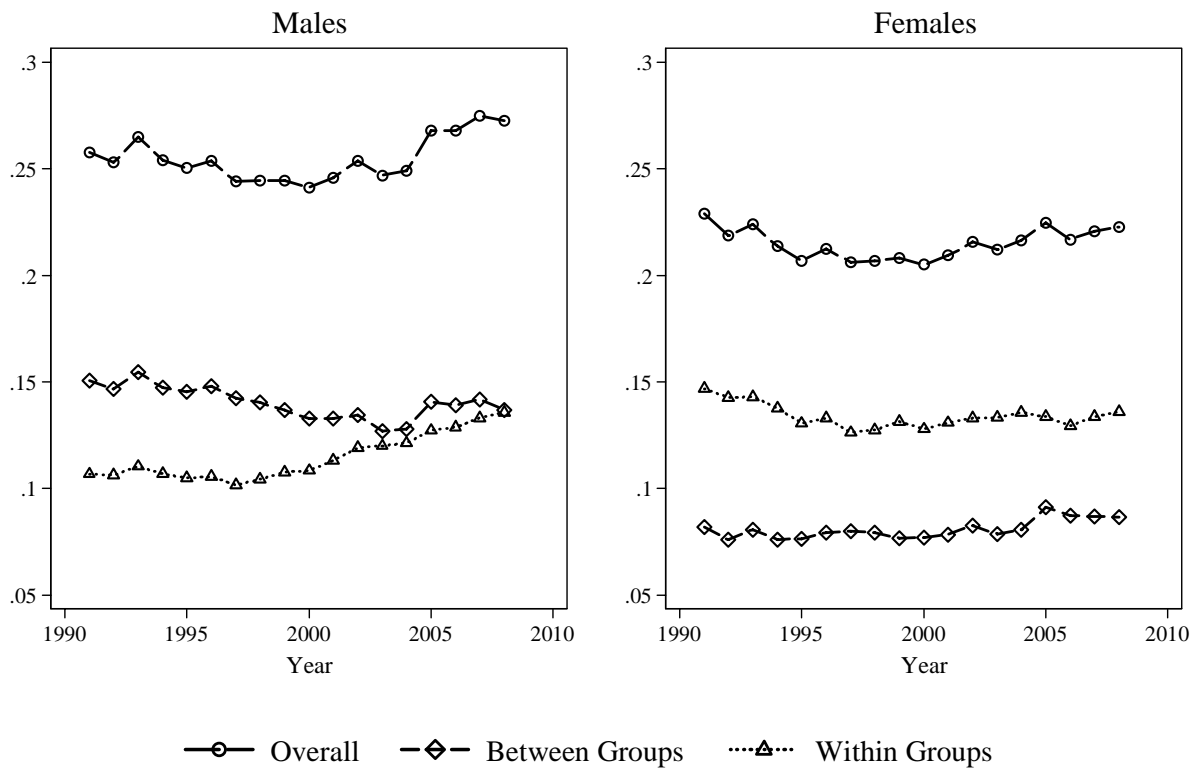 Males
Females
.3
.25
.2
.15
.1
.05
1990 1995 2000 2005 2010
Year
.3
.25
.2
.15
.1
.05
1990 1995 2000 2005 2010
Year
Overall Between Groups Within Groups